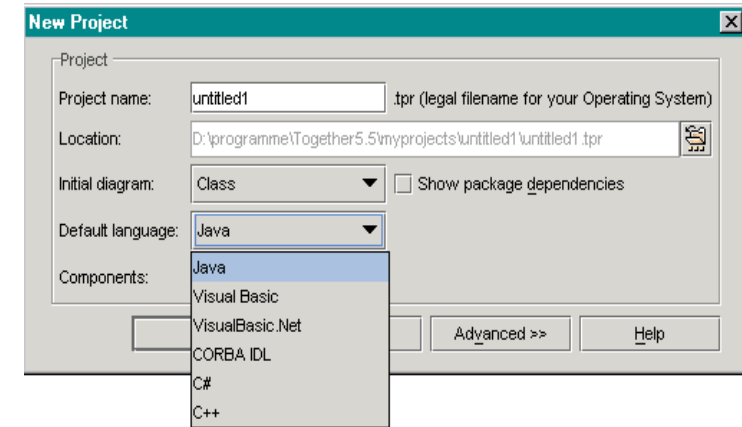 New Project
Project
Project name: untitled1 .tpr (legal filename for your Operating System)
Location: D:\programme\Together5.5\myprojects\untitled1\untitled1.tpr
Initial diagram: Class Show package dependencies
Default language: Java
Java
Components:
Visual Basic
VisualBasic.Net
Advanced >> Help
CORBA IDL
C#
C++